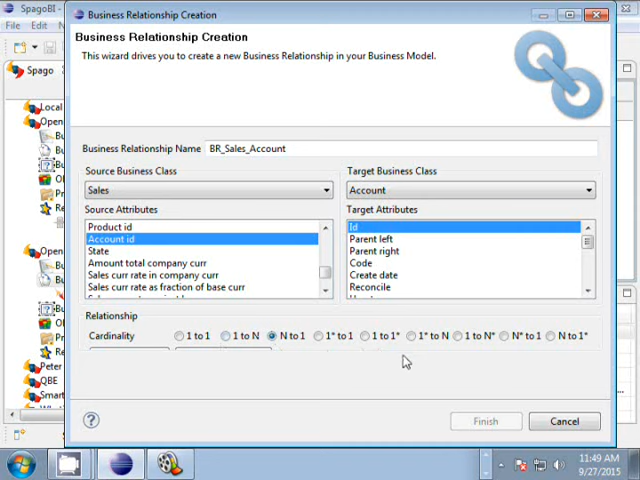 SpagoBI
Business Relationship Creation
File Edit
Business Relationship Creation
This wizard drives you to create a new Business Relationship in your Business Model.
Spago
Local
Open
Business Relationship Name BR_Sales_Account
Source Business Class Target Business Class
Sales Account
Source Attributes Target Attributes
Product id Id
Account id Parent left
State Parent right
Amount total company curr Code
Sales curr rate in company curr Create date
Sales curr rate as fraction of base curr Reconcile
Open
Relationship
Cardinality 1 to 1 1 to N N to 1 1* to 1 1 to 1* 1* to N 1 to N* N* to 1 N to 1*
Peter
QBE
Smart
? Finish Cancel
11:49 AM
9/27/2015